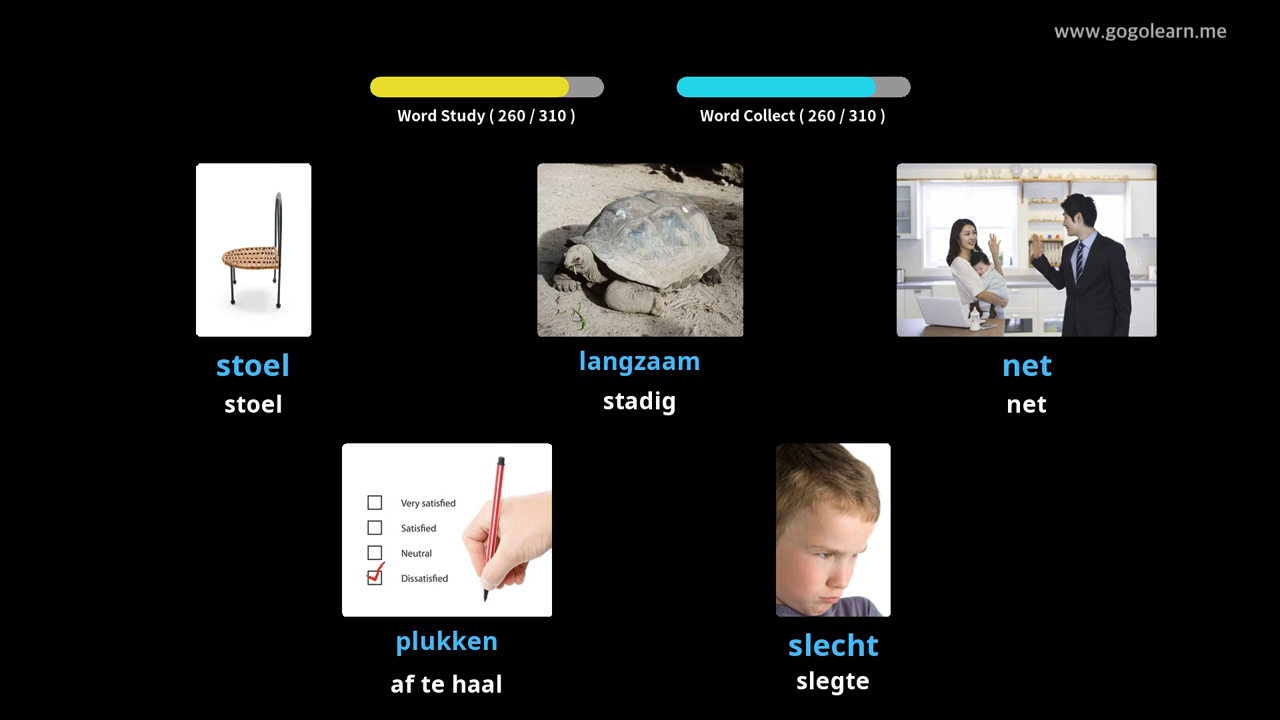 www.gogolearn.me
Word Study ( 260 / 310 )
Word Collect ( 260 / 310 )
stoel
stoel
langzaam
stadig
net
net
Very satisfied
Satisfied
Neutral
Dissatisfied
plukken
af te haal
slecht
slegte